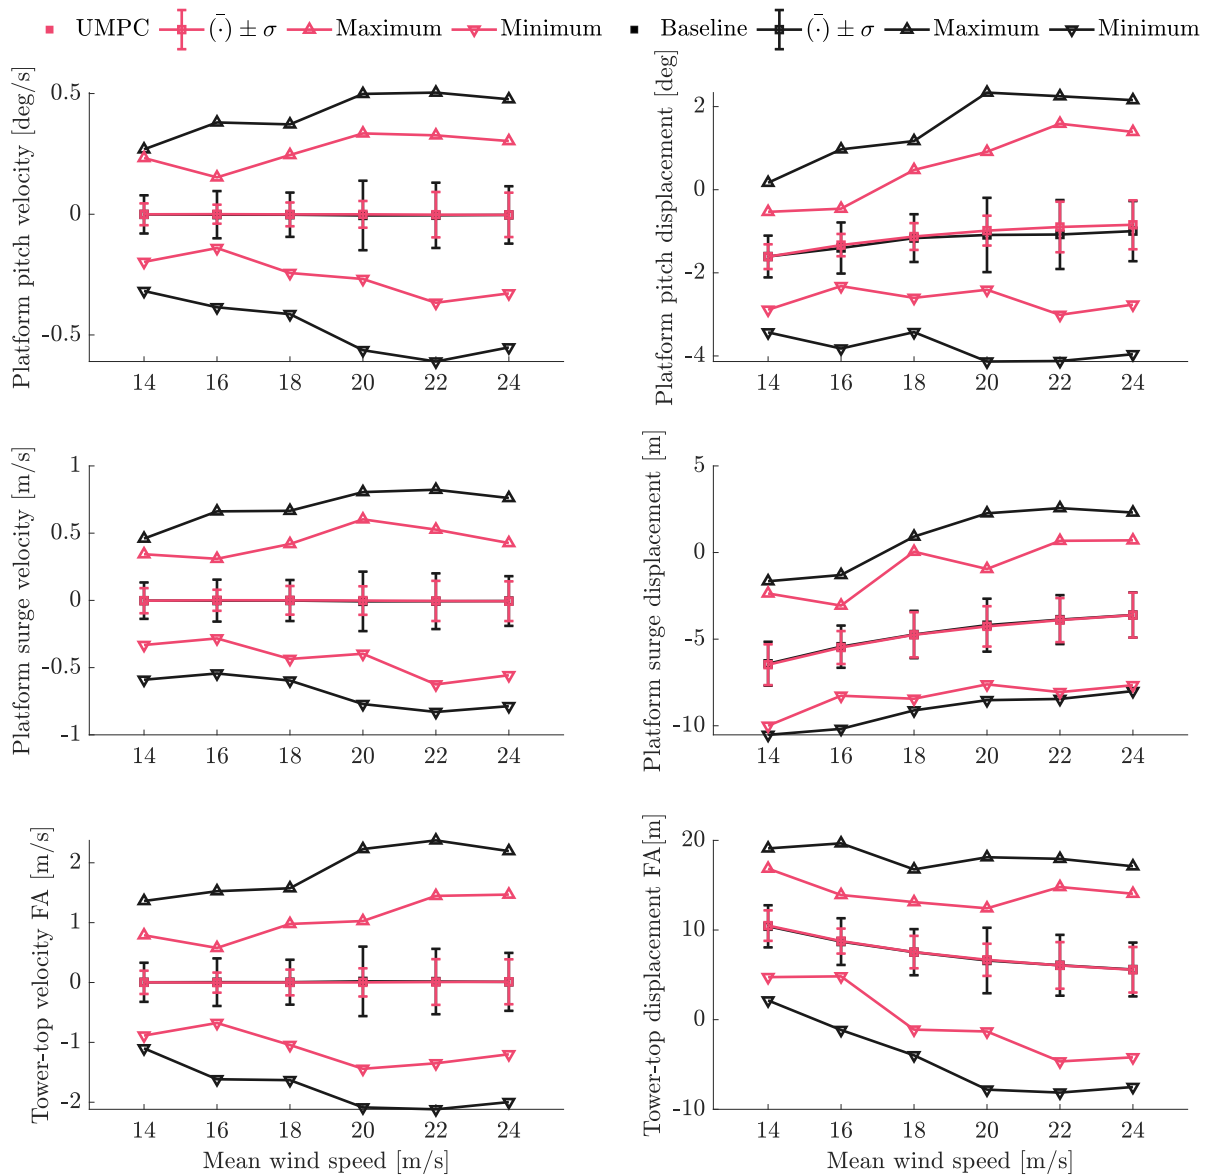 UMPC (·̄) ± σ Maximum Minimum Baseline (·̄) ± σ Maximum Minimum
Platform pitch velocity [deg/s]
0.5
0
-0.5
14 16 18 20 22 24
Platform pitch displacement [deg]
2
0
-2
-4
14 16 18 20 22 24
Platform surge velocity [m/s]
1
0.5
0
-0.5
-1
14 16 18 20 22 24
Platform surge displacement [m]
5
0
-5
-10
14 16 18 20 22 24
Tower-top velocity FA [m/s]
2
1
0
-1
-2
14 16 18 20 22 24
Mean wind speed [m/s]
Tower-top displacement FA[m]
20
10
0
-10
14 16 18 20 22 24
Mean wind speed [m/s]